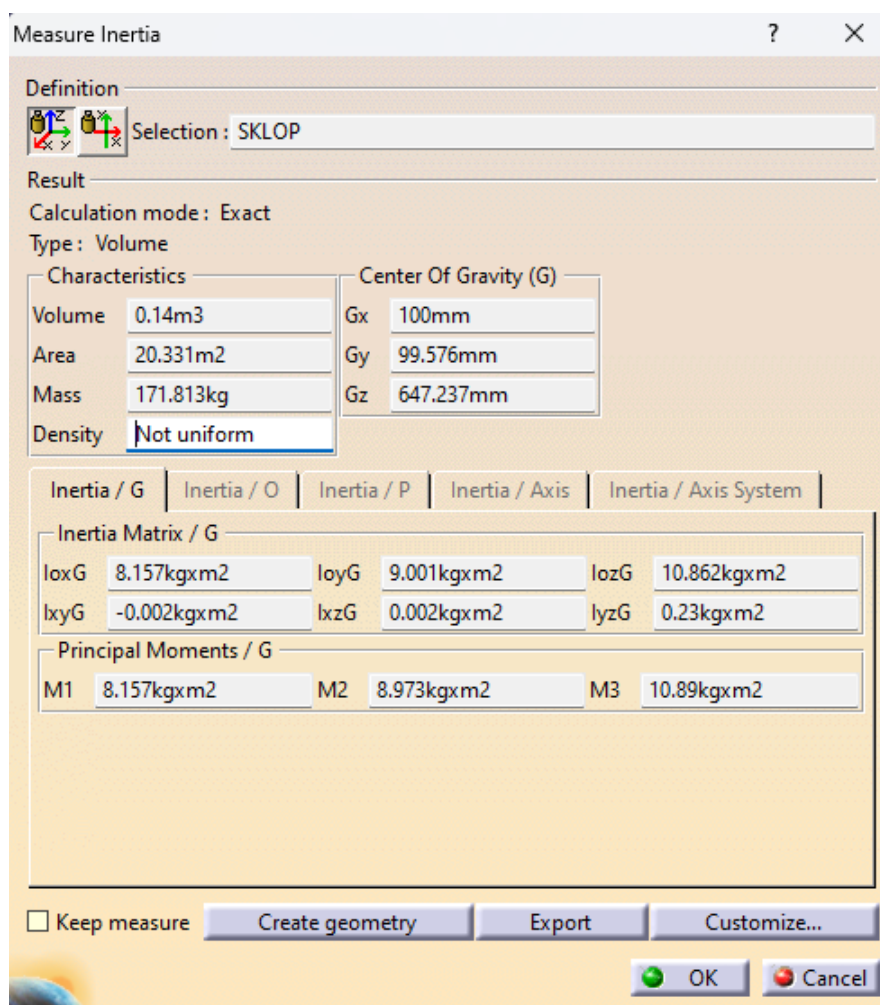 Measure Inertia ? ×
Definition
Selection : SKLOP
Result
Calculation mode : Exact
Type : Volume
Characteristics Center Of Gravity (G)
Volume 0.14m3 Gx 100mm
Area 20.331m2 Gy 99.576mm
Mass 171.813kg Gz 647.237mm
Density Not uniform
Inertia / G Inertia / O Inertia / P Inertia / Axis Inertia / Axis System
Inertia Matrix / G
IoxG 8.157kgxm2 IoyG 9.001kgxm2 IozG 10.862kgxm2
IxyG -0.002kgxm2 IxzG 0.002kgxm2 IyzG 0.23kgxm2
Principal Moments / G
M1 8.157kgxm2 M2 8.973kgxm2 M3 10.89kgxm2
Keep measure Create geometry Export Customize...
OK Cancel